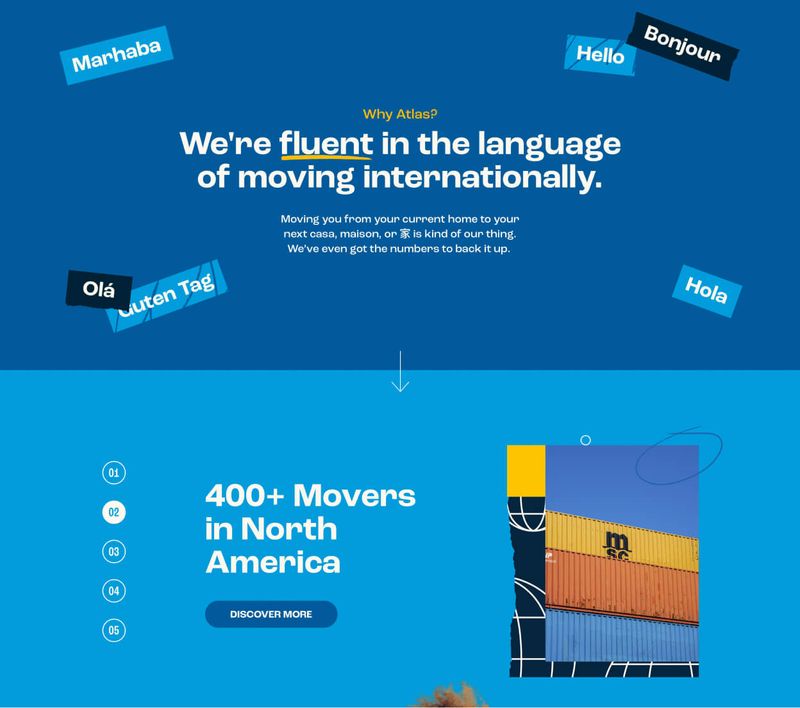 Marhaba
Hello
Bonjour
Why Atlas?
We're fluent in the language
of moving internationally.
Moving you from your current home to your
next casa, maison, or 家 is kind of our thing.
We've even got the numbers to back it up.
Olá
Guten Tag
Hola
01
02
03
04
05
400+ Movers
in North
America
DISCOVER MORE
m
SC